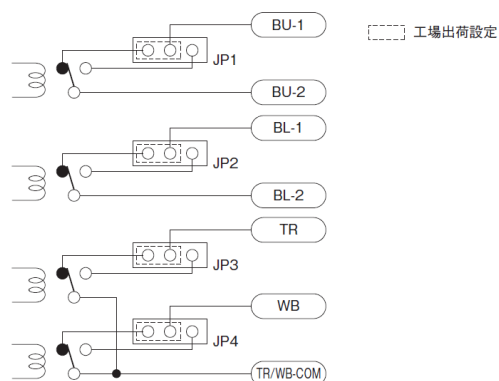 BU-1
工場出荷設定
JP1
BU-2
BL-1
JP2
BL-2
TR
JP3
WB
JP4
TR/WB-COM